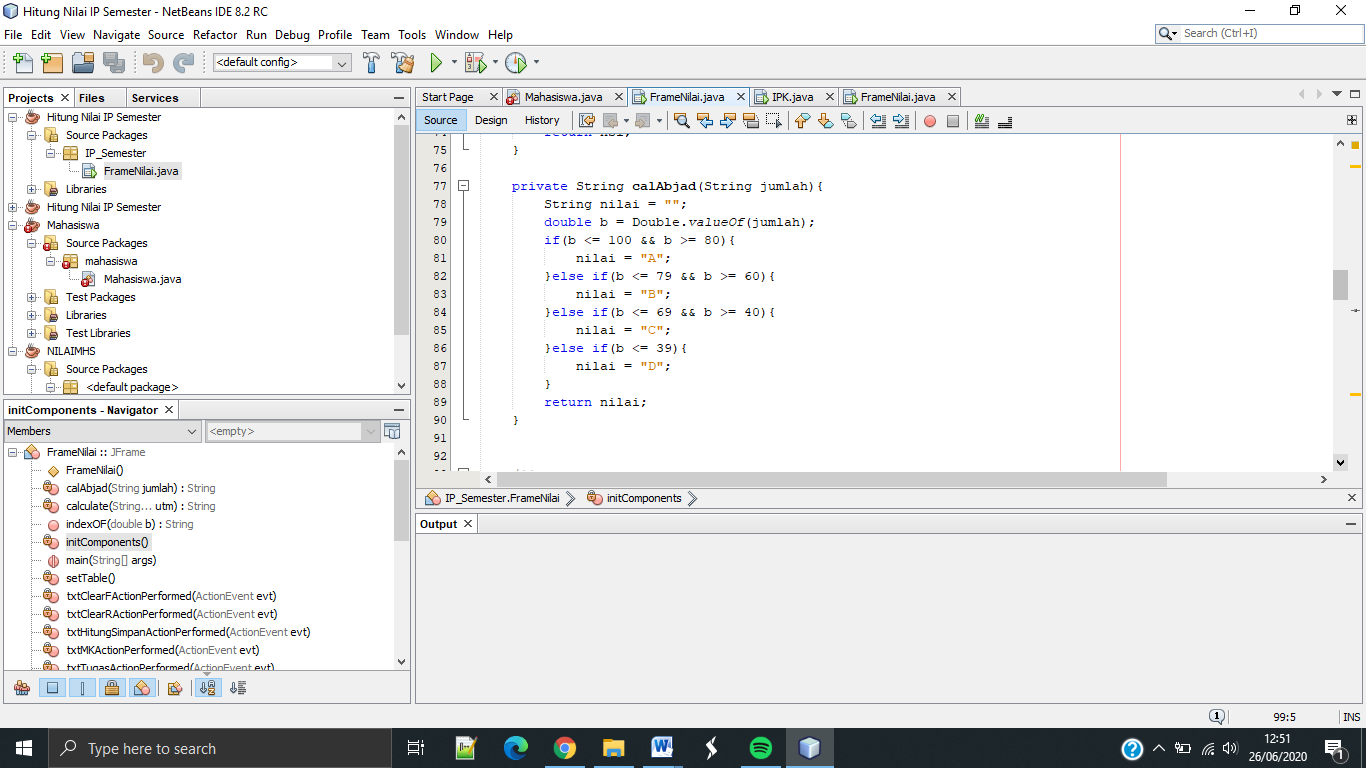 Hitung Nilai IP Semester - NetBeans IDE 8.2 RC
File Edit View Navigate Source Refactor Run Debug Profile Team Tools Window Help
Search (Ctrl+I)
<default config>
Projects Files Services
Hitung Nilai IP Semester
Source Packages
IP_Semester
FrameNilai.java
Libraries
Hitung Nilai IP Semester
Mahasiswa
Source Packages
mahasiswa
Mahasiswa.java
Test Packages
Libraries
Test Libraries
NILAIMHS
Source Packages
<default package>
initComponents - Navigator
Members <empty>
FrameNilai :: JFrame
FrameNilai()
calAbjad(String jumlah) : String
calculate(String... utm) : String
indexOF(double b) : String
initComponents()
main(String[] args)
setTable()
txtClearFActionPerformed(ActionEvent evt)
txtClearRActionPerformed(ActionEvent evt)
txtHitungSimpanActionPerformed(ActionEvent evt)
txtMKActionPerformed(ActionEvent evt)
txtTugasActionPerformed(ActionEvent evt)
Start Page Mahasiswa.java FrameNilai.java IPK.java FrameNilai.java
Source Design History
75 }
76
77 private String calAbjad(String jumlah){
78 String nilai = "";
79 double b = Double.valueOf(jumlah);
80 if(b <= 100 && b >= 80){
81 nilai = "A";
82 }else if(b <= 79 && b >= 60){
83 nilai = "B";
84 }else if(b <= 69 && b >= 40){
85 nilai = "C";
86 }else if(b <= 39){
87 nilai = "D";
88 }
89 return nilai;
90 }
91
92
IP_Semester.FrameNilai initComponents
Output
1 99:5 INS
Type here to search
12:51
26/06/2020
1